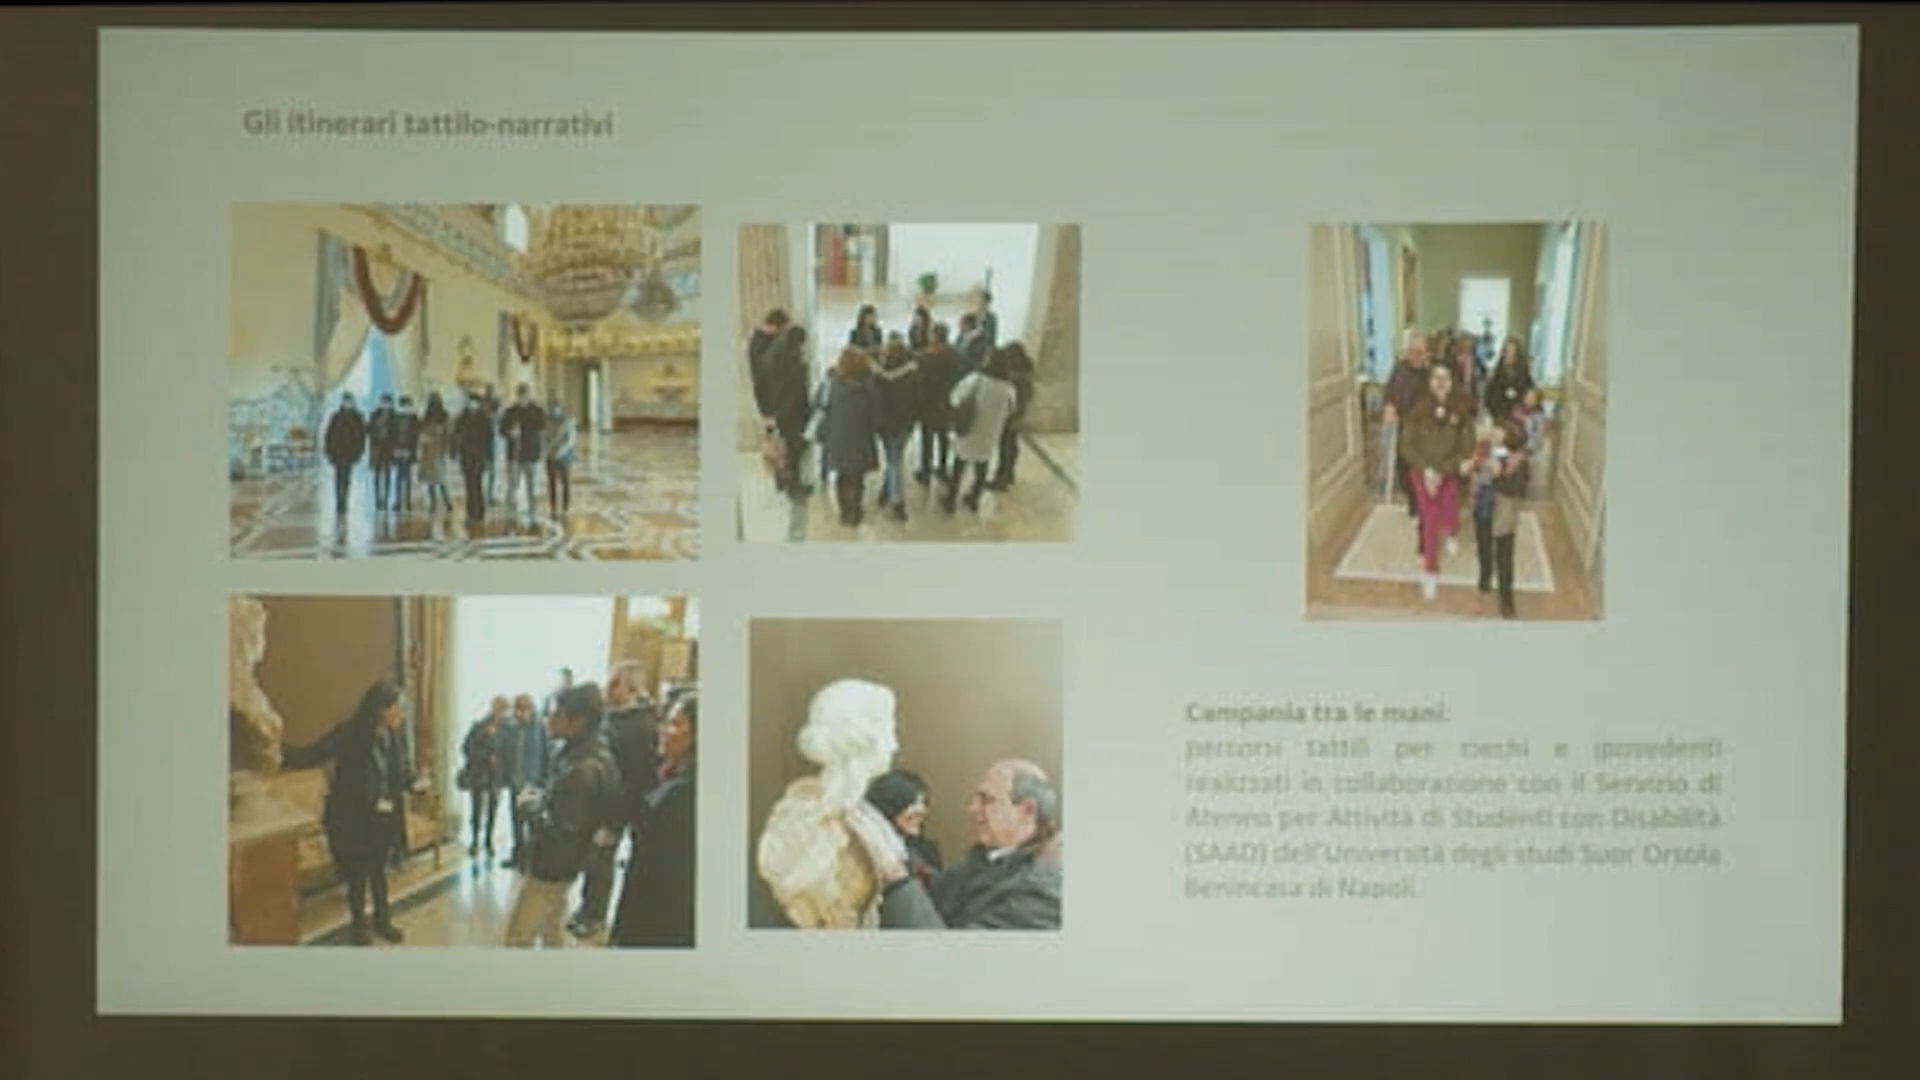 Gli itinerari tattilo-narrativi
Campania tra le mani:
percorsi tattili per ciechi e ipovedenti
realizzati in collaborazione con il Servizio di
Ateneo per Attività di Studenti con Disabilità
(SAAD) dell'Università degli studi Suor Orsola
Benincasa di Napoli.